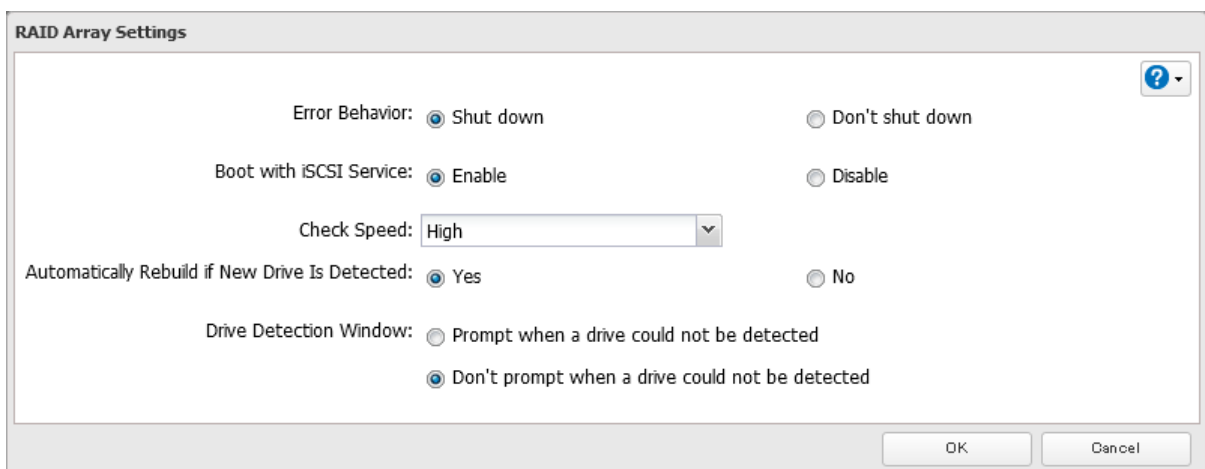 RAID Array Settings
?
Error Behavior: Shut down Don't shut down
Boot with iSCSI Service: Enable Disable
Check Speed: High
Automatically Rebuild if New Drive Is Detected: Yes No
Drive Detection Window: Prompt when a drive could not be detected
Don't prompt when a drive could not be detected
OK Cancel